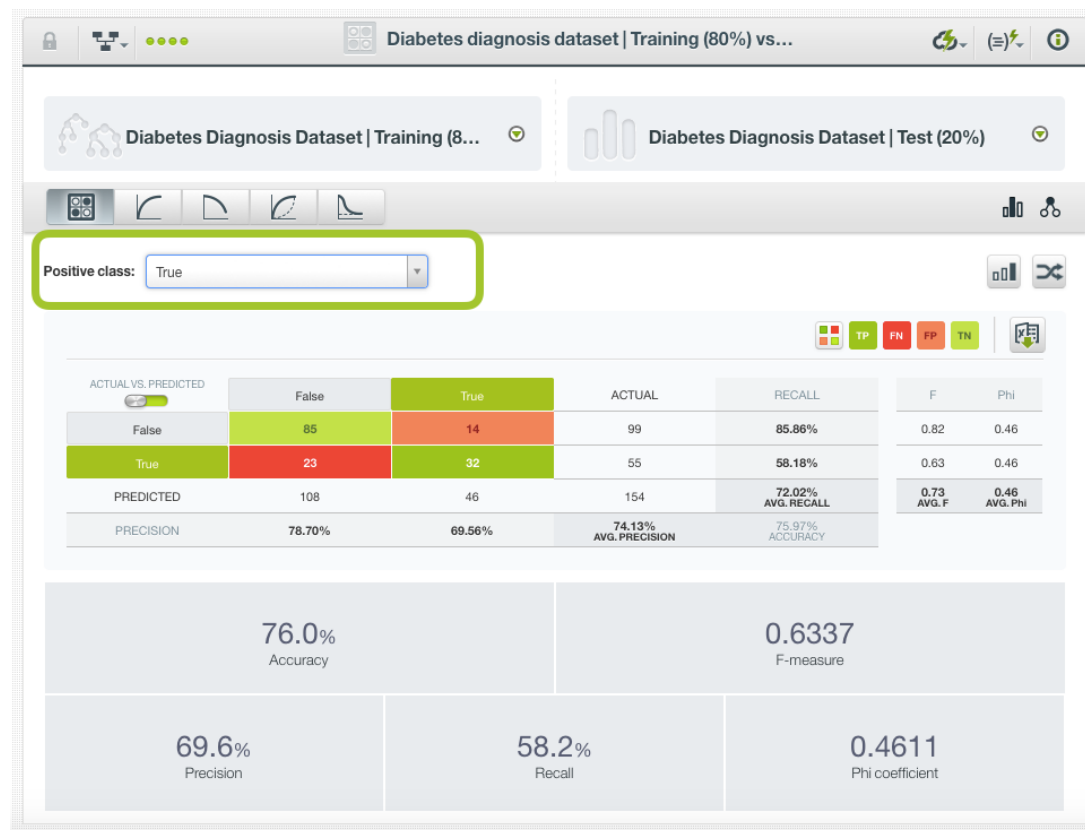 Diabetes diagnosis dataset | Training (80%) vs...
Diabetes Diagnosis Dataset | Training (8...
Diabetes Diagnosis Dataset | Test (20%)
Positive class: True
TP FN FP TN
ACTUAL VS. PREDICTED False True ACTUAL RECALL F Phi
False 85 14 99 85.86% 0.82 0.46
True 23 32 55 58.18% 0.63 0.46
PREDICTED 108 46 154 72.02% 0.73 0.46
AVG. RECALL AVG. F AVG. Phi
PRECISION 78.70% 69.56% 74.13% 75.97%
AVG. PRECISION ACCURACY
76.0% 0.6337
Accuracy F-measure
69.6% 58.2% 0.4611
Precision Recall Phi coefficient